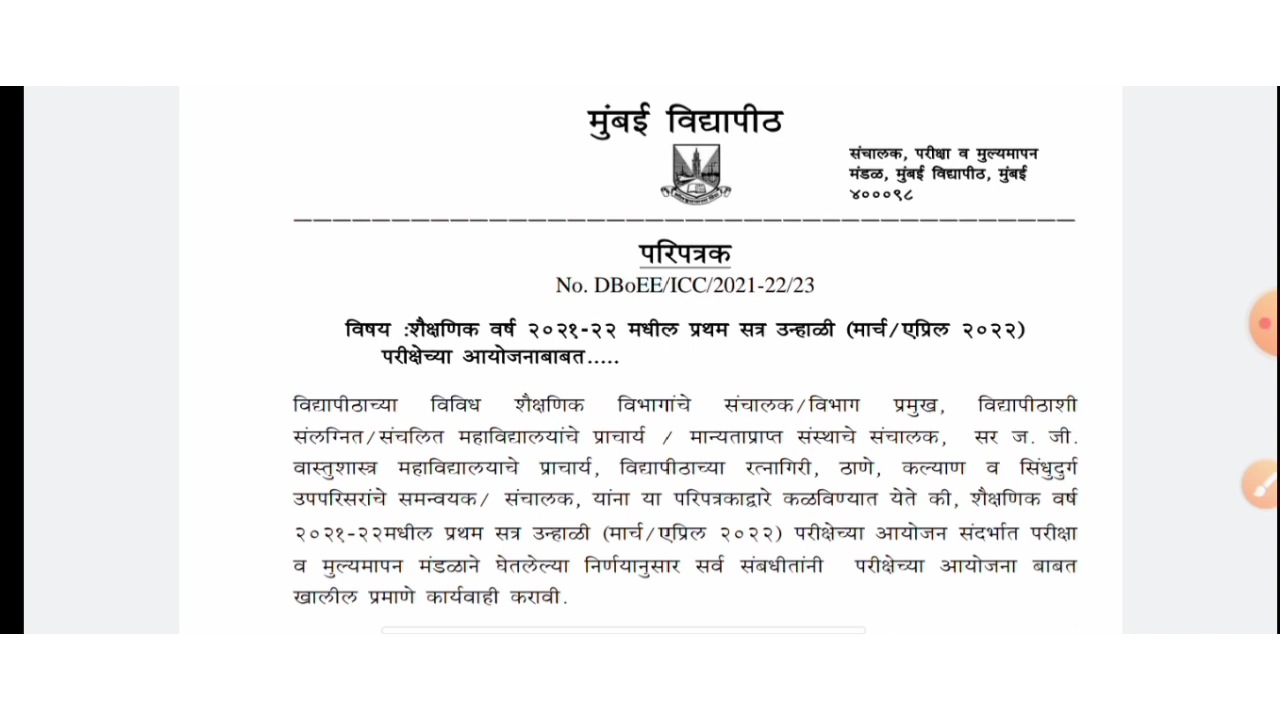 मुंबई विद्यापीठ
संचालक, परीक्षा व मुल्यमापन
मंडळ, मुंबई विद्यापीठ, मुंबई
४०००९८
परिपत्रक
No. DBoEE/ICC/2021-22/23
विषय :शैक्षणिक वर्ष २०२१-२२ मधील प्रथम सत्र उन्हाळी (मार्च/एप्रिल २०२२)
परीक्षेच्या आयोजनाबाबत.....
विद्यापीठाच्या विविध शैक्षणिक विभागांचे संचालक/विभाग प्रमुख, विद्यापीठाशी
संलग्नित/संचलित महाविद्यालयांचे प्राचार्य / मान्यताप्राप्त संस्थाचे संचालक, सर ज. जी.
वास्तुशास्त्र महाविद्यालयाचे प्राचार्य, विद्यापीठाच्या रत्नागिरी, ठाणे, कल्याण व सिंधुदुर्ग
उपपरिसरांचे समन्वयक/ संचालक, यांना या परिपत्रकाद्वारे कळविण्यात येते की, शैक्षणिक वर्ष
२०२१-२२मधील प्रथम सत्र उन्हाळी (मार्च/एप्रिल २०२२) परीक्षेच्या आयोजन संदर्भात परीक्षा
व मुल्यमापन मंडळाने घेतलेल्या निर्णयानुसार सर्व संबधीतांनी परीक्षेच्या आयोजना बाबत
खालील प्रमाणे कार्यवाही करावी.